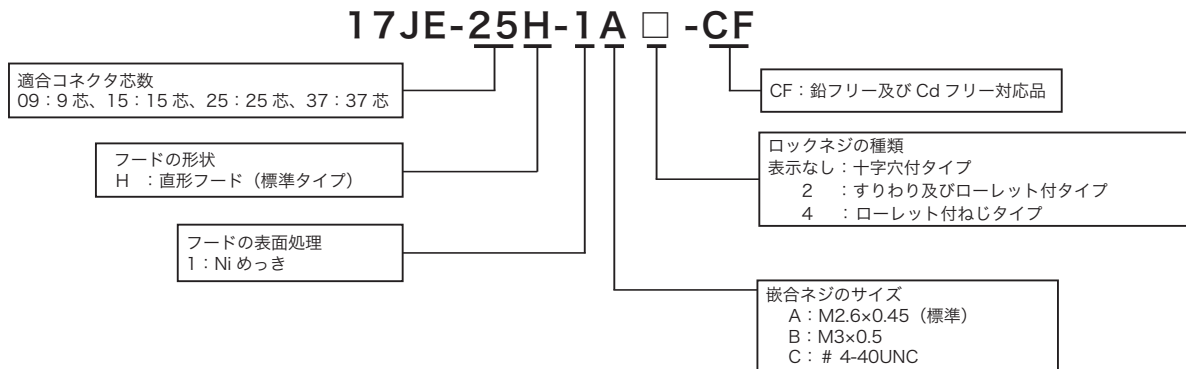 17JE-25H-1A □ -CF
適合コネクタ芯数
09：9 芯、15：15 芯、25：25 芯、37：37 芯
CF：鉛フリー及び Cd フリー対応品
フードの形状
H ：直形フード（標準タイプ）
ロックネジの種類
表示なし：十字穴付タイプ
2 ：すりわり及びローレット付タイプ
4 ：ローレット付ねじタイプ
フードの表面処理
1：Ni めっき
嵌合ネジのサイズ
A：M2.6×0.45（標準）
B：M3×0.5
C：# 4-40UNC